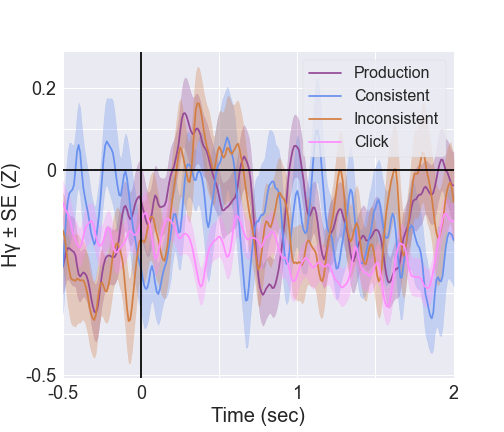 Production
Consistent
Inconsistent
Click
0.2
0
-0.5
Hγ ± SE (Z)
-0.5
0
1
2
Time (sec)